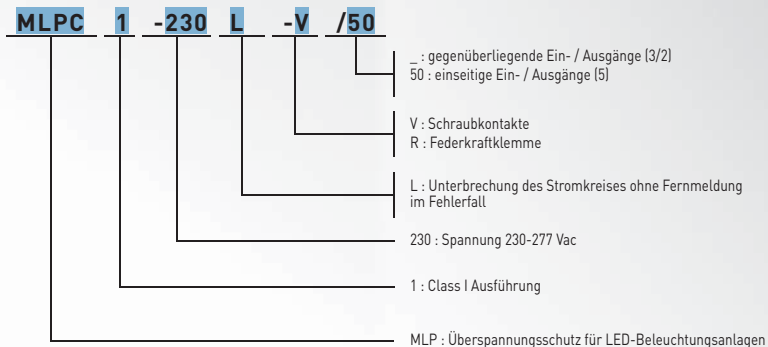 MLPC 1 -230 L -V /50
_ : gegenüberliegende Ein- / Ausgänge (3/2)
50 : einseitige Ein- / Ausgänge (5)
V : Schraubkontakte
R : Federkraftklemme
L : Unterbrechung des Stromkreises ohne Fernmeldung
im Fehlerfall
230 : Spannung 230-277 Vac
1 : Class I Ausführung
MLP : Überspannungsschutz für LED-Beleuchtungsanlagen